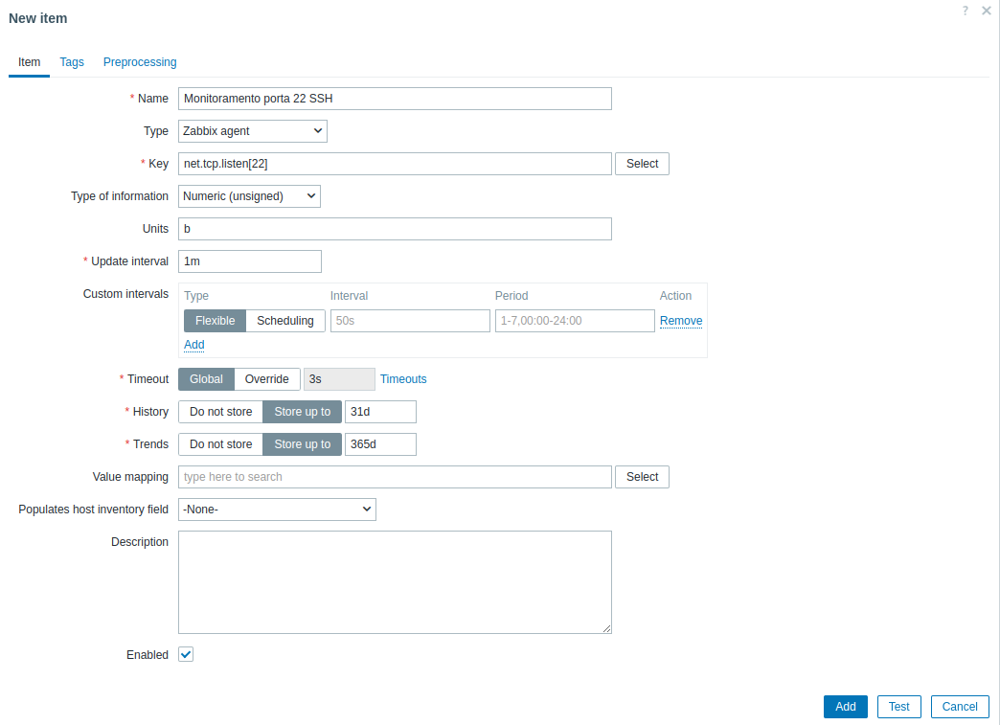 New item
?
Item Tags Preprocessing
* Name Monitoramento porta 22 SSH
Type Zabbix agent
* Key net.tcp.listen[22] Select
Type of information Numeric (unsigned)
Units b
* Update interval 1m
Custom intervals Type Interval Period Action
Flexible Scheduling 50s 1-7,00:00-24:00 Remove
Add
* Timeout Global Override 3s Timeouts
* History Do not store Store up to 31d
* Trends Do not store Store up to 365d
Value mapping type here to search Select
Populates host inventory field -None-
Description
Enabled
Add Test Cancel